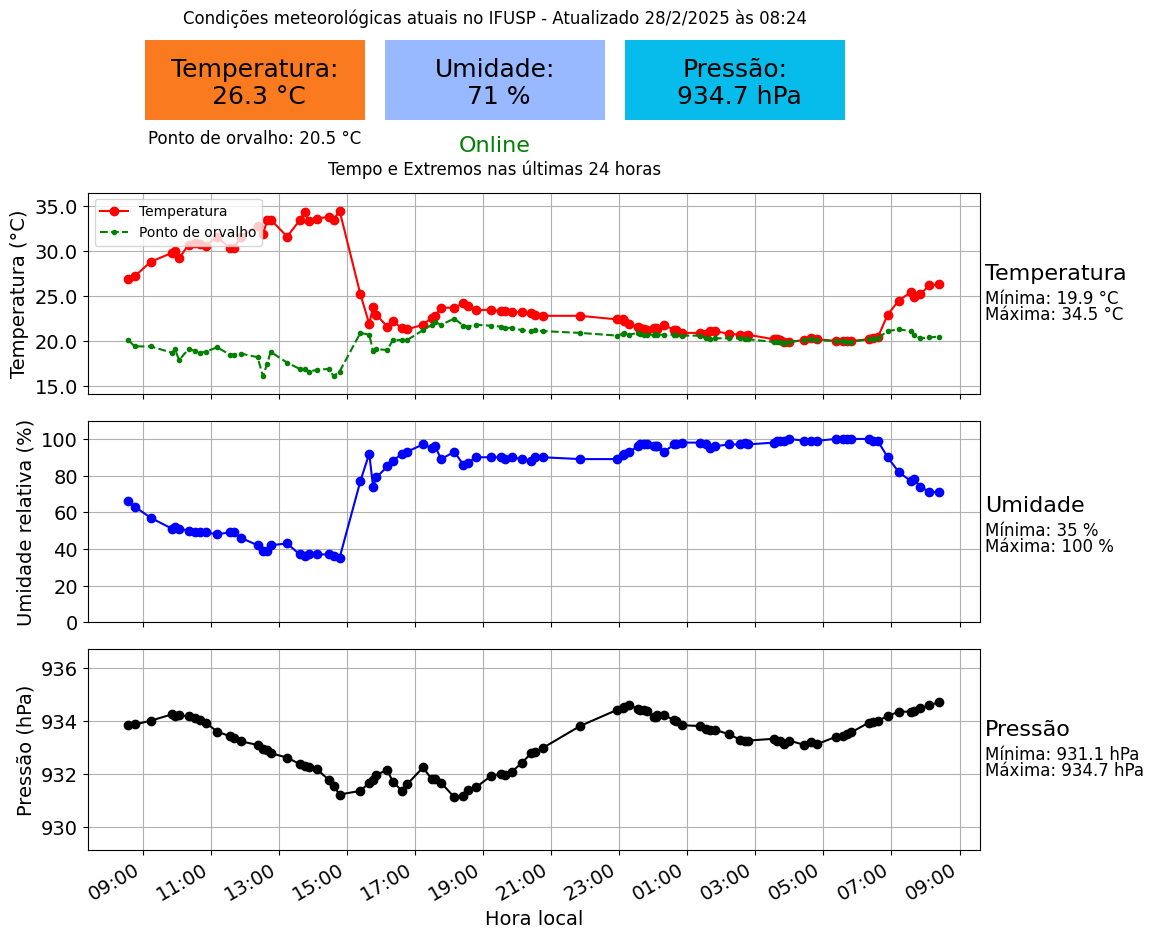 Condições meteorológicas atuais no IFUSP - Atualizado 28/2/2025 às 08:24
Temperatura:
26.3 °C
Umidade:
71 %
Pressão:
934.7 hPa
Ponto de orvalho: 20.5 °C
Online
Tempo e Extremos nas últimas 24 horas
Temperatura (°C)
35.0
30.0
25.0
20.0
15.0
Temperatura
Ponto de orvalho
Temperatura
Mínima: 19.9 °C
Máxima: 34.5 °C
Umidade relativa (%)
100
80
60
40
20
0
Umidade
Mínima: 35 %
Máxima: 100 %
Pressão (hPa)
936
934
932
930
Pressão
Mínima: 931.1 hPa
Máxima: 934.7 hPa
09:00 11:00 13:00 15:00 17:00 19:00 21:00 23:00 01:00 03:00 05:00 07:00 09:00
Hora local